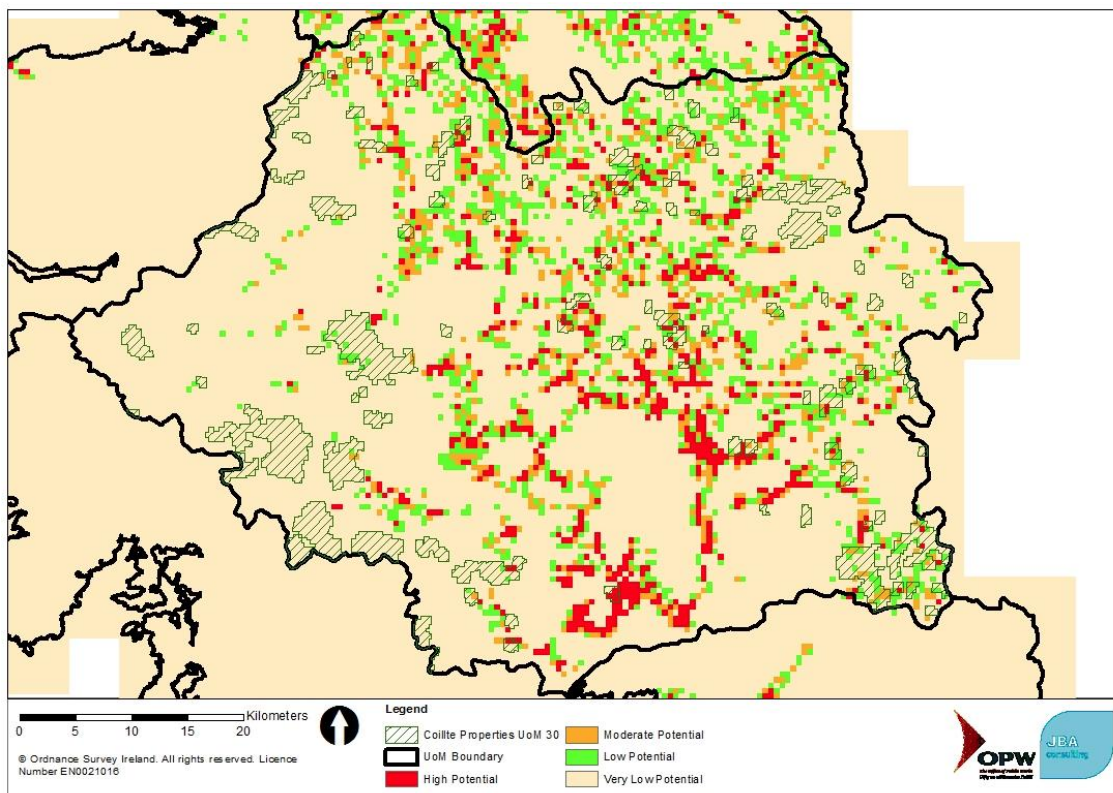 0 5 10 15 20 Kilometers
© Ordnance Survey Ireland. All rights reserved. Licence
Number EN0021016
Legend
Coillte Properties UoM 30
UoM Boundary
High Potential
Moderate Potential
Low Potential
Very Low Potential
OPW
JBA
consulting